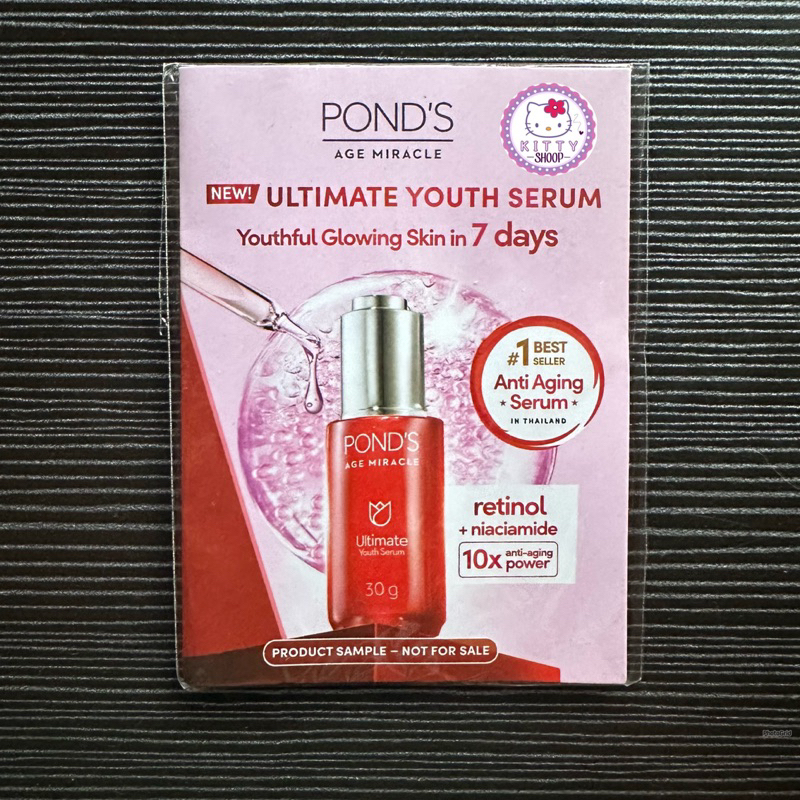 POND'S
AGE MIRACLE
KITTY
SHOOP
NEW! ULTIMATE YOUTH SERUM
Youthful Glowing Skin in 7 days
#1 BEST
SELLER
Anti Aging
Serum
IN THAILAND
POND'S
AGE MIRACLE
Ultimate
Youth Serum
30 g
retinol
+ niaciamide
10x anti-aging
power
PRODUCT SAMPLE – NOT FOR SALE
PhotoGrid